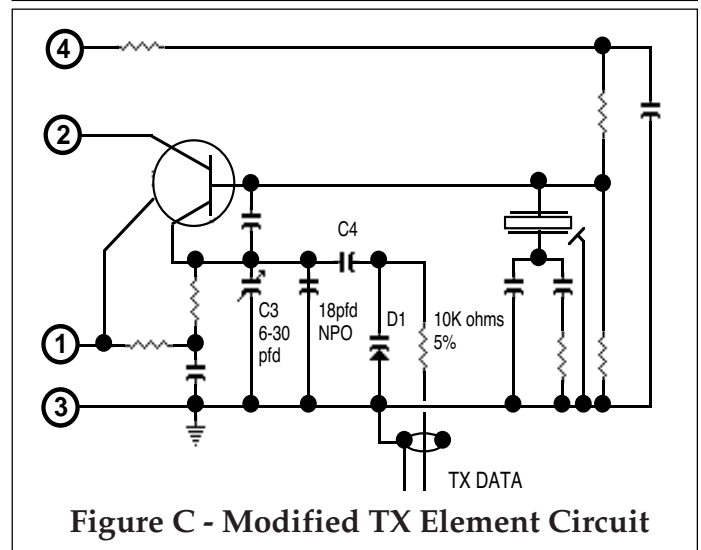 4
2
C4
C3
6-30
pfd
18pfd
NPO
D1
10K ohms
5%
1
3
TX DATA
Figure C - Modified TX Element Circuit